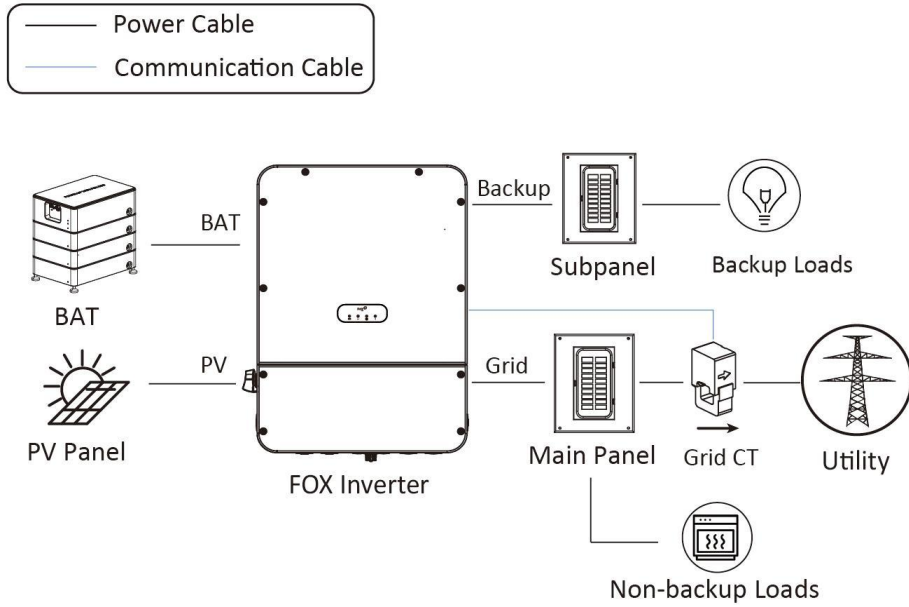 Power Cable
Communication Cable
Backup
BAT
Subpanel
Backup Loads
BAT
PV
Grid
PV Panel
Main Panel
Grid CT
Utility
FOX Inverter
Non-backup Loads